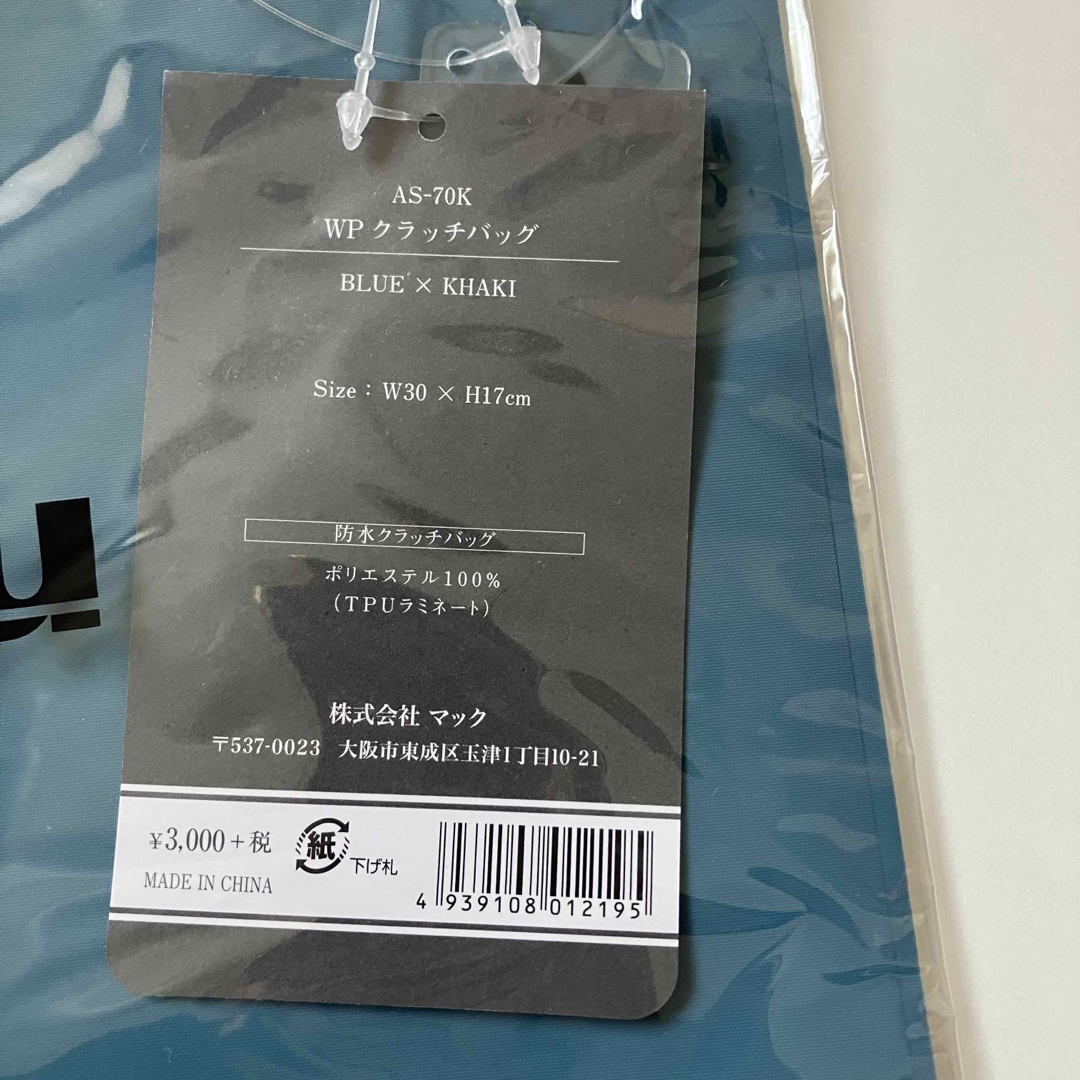 AS-70K
WP クラッチバッグ
BLUE × KHAKI
Size : W30 × H17cm
防水クラッチバッグ
ポリエステル100%
(TPUラミネート)
株式会社 マック
〒537-0023 大阪市東成区玉津1丁目10-21
¥3,000+税
紙
下げ札
MADE IN CHINA
4 939108 012195